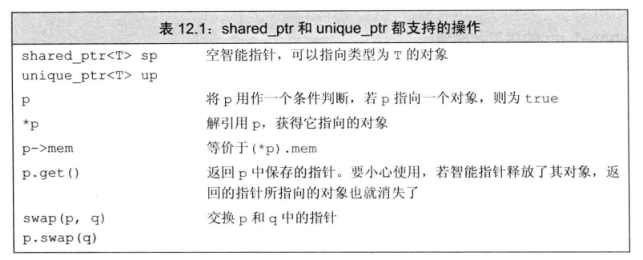 表 12.1：shared_ptr 和 unique_ptr 都支持的操作
shared_ptr<T> sp 空智能指针，可以指向类型为 T 的对象
unique_ptr<T> up
p 将 p 用作一个条件判断，若 p 指向一个对象，则为 true
*p 解引用 p，获得它指向的对象
p->mem 等价于(*p).mem
p.get() 返回 p 中保存的指针。要小心使用，若智能指针释放了其对象，返
回的指针所指向的对象也就消失了
swap(p, q) 交换 p 和 q 中的指针
p.swap(q)